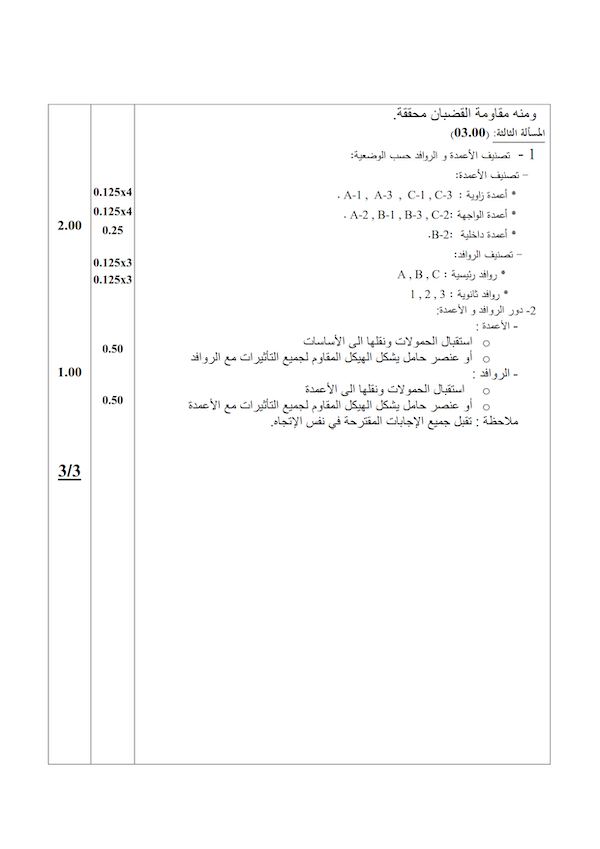 ومنه مقاومة القضبان محققة.
المسألة الثالثة: (03.00)
1 - تصنيف الأعمدة و الروافد حسب الوضعية:
– تصنيف الأعمدة:
* أعمدة زاوية : A-1 , A-3 , C-1 , C-3 .
0.125x4
* أعمدة الواجهة :A-2 , B-1 , B-3 , C-2 .
0.125x4
* أعمدة داخلية :B-2.
0.25
2.00
– تصنيف الروافد:
* روافد رئيسية : A , B , C
0.125x3
* روافد ثانوية : 1 , 2 , 3
0.125x3
2- دور الروافد و الأعمدة:
- الأعمدة :
o استقبال الحمولات ونقلها الى الأساسات
o أو عنصر حامل يشكل الهيكل المقاوم لجميع التأثيرات مع الروافد
0.50
- الروافد :
1.00
o استقبال الحمولات ونقلها الى الأعمدة
o أو عنصر حامل يشكل الهيكل المقاوم لجميع التأثيرات مع الأعمدة
0.50
ملاحظة : تقبل جميع الإجابات المقترحة في نفس الإتجاه.
3/3